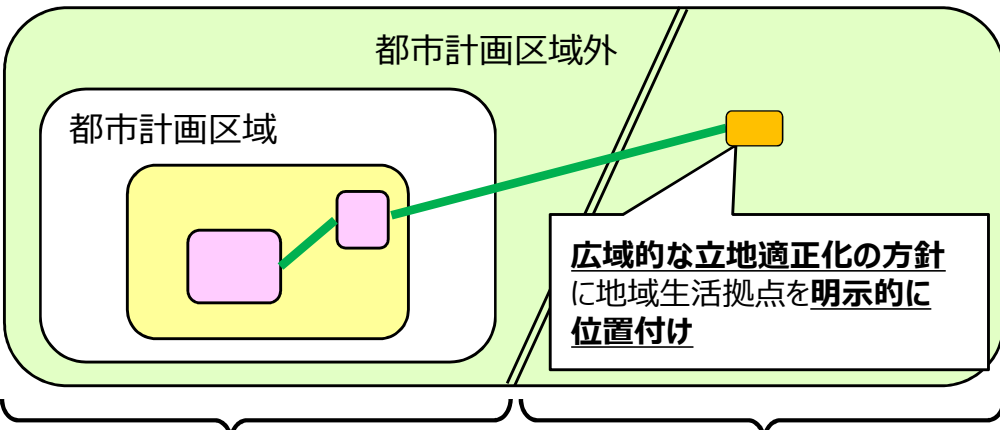 都市計画区域外
都市計画区域
広域的な立地適正化の方針
に地域生活拠点を明示的に
位置付け